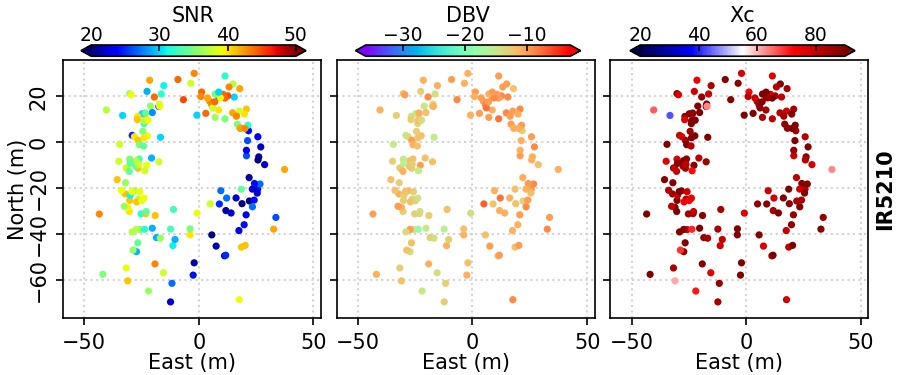 SNR DBV Xc
20 30 40 50 −30 −20 −10 20 40 60 80
20
0
−20
−40
−60
North (m)
−50 0 50 −50 0 50 −50 0 50
East (m) East (m) East (m)
IR5210